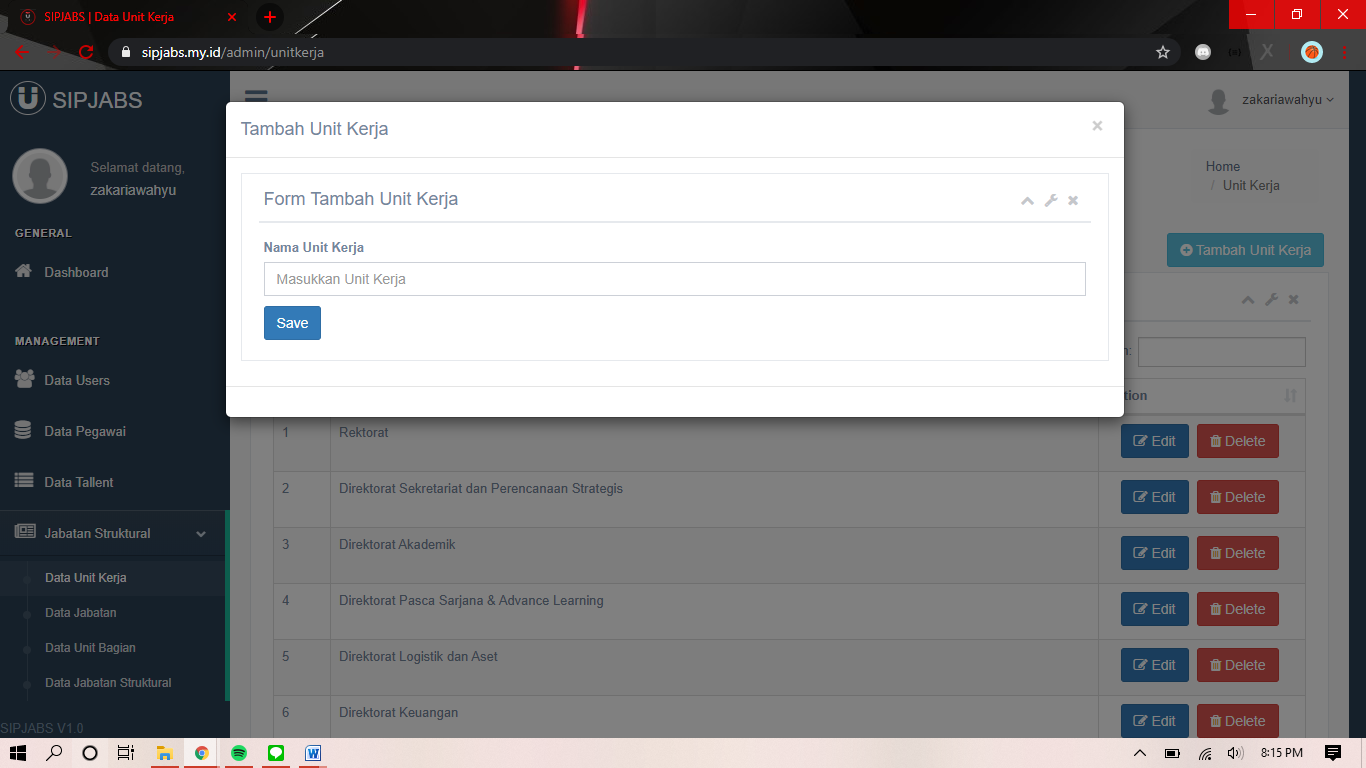 SIPJABS | Data Unit Kerja
sipjabs.my.id/admin/unitkerja
SIPJABS
zakariawahyu
Selamat datang,
zakariawahyu
GENERAL
Dashboard
MANAGEMENT
Data Users
Data Pegawai
Data Tallent
Jabatan Struktural
Data Unit Kerja
Data Jabatan
Data Unit Bagian
Data Jabatan Struktural
SIPJABS V1.0
Tambah Unit Kerja
Form Tambah Unit Kerja
Nama Unit Kerja
Masukkan Unit Kerja
Save
Home
/ Unit Kerja
Tambah Unit Kerja
1 Rektorat Edit Delete
2 Direktorat Sekretariat dan Perencanaan Strategis Edit Delete
3 Direktorat Akademik Edit Delete
4 Direktorat Pasca Sarjana & Advance Learning Edit Delete
5 Direktorat Logistik dan Aset Edit Delete
6 Direktorat Keuangan Edit Delete
8:15 PM